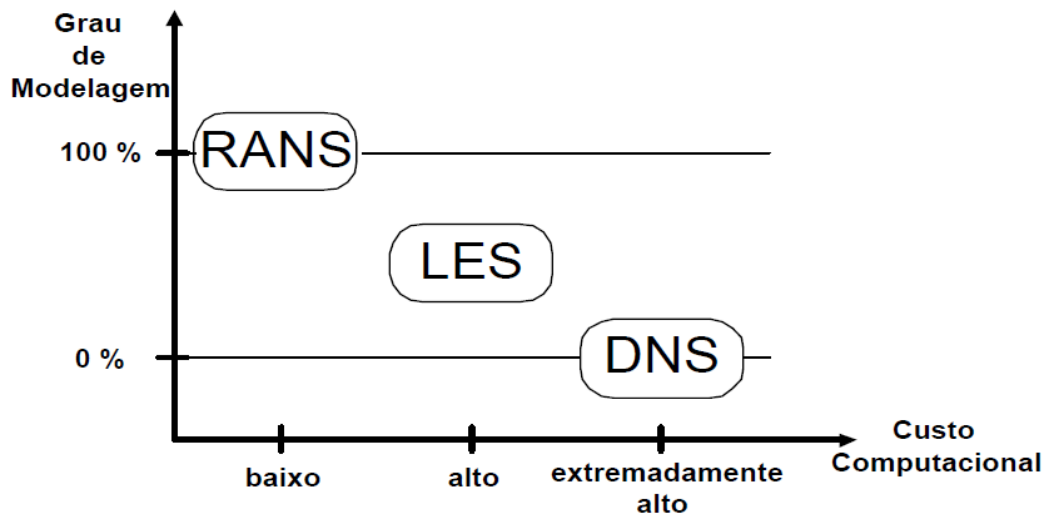 Grau
de
Modelagem
100 %
RANS
LES
0 %
DNS
baixo
alto
extremadamente
alto
Custo
Computacional